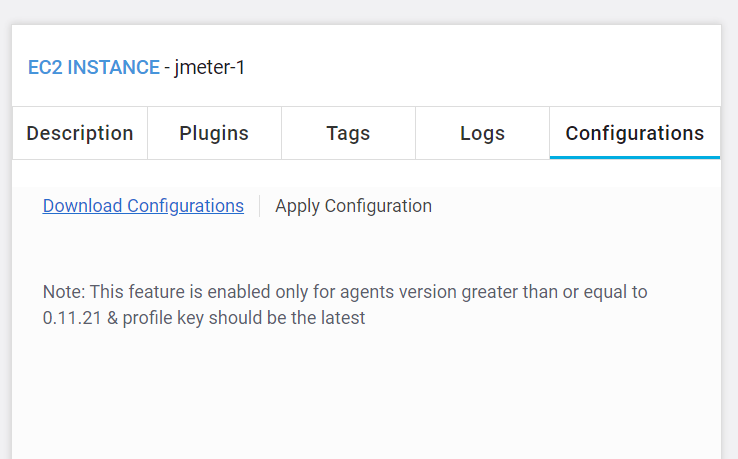 EC2 INSTANCE - jmeter-1
Description Plugins Tags Logs Configurations
Download Configurations Apply Configuration
Note: This feature is enabled only for agents version greater than or equal to
0.11.21 & profile key should be the latest